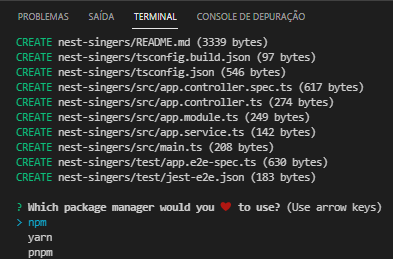 PROBLEMAS SAÍDA TERMINAL CONSOLE DE DEPURAÇÃO
CREATE nest-singers/README.md (3339 bytes)
CREATE nest-singers/tsconfig.build.json (97 bytes)
CREATE nest-singers/tsconfig.json (546 bytes)
CREATE nest-singers/src/app.controller.spec.ts (617 bytes)
CREATE nest-singers/src/app.controller.ts (274 bytes)
CREATE nest-singers/src/app.module.ts (249 bytes)
CREATE nest-singers/src/app.service.ts (142 bytes)
CREATE nest-singers/src/main.ts (208 bytes)
CREATE nest-singers/test/app.e2e-spec.ts (630 bytes)
CREATE nest-singers/test/jest-e2e.json (183 bytes)
? Which package manager would you ❤ to use? (Use arrow keys)
> npm
yarn
pnpm